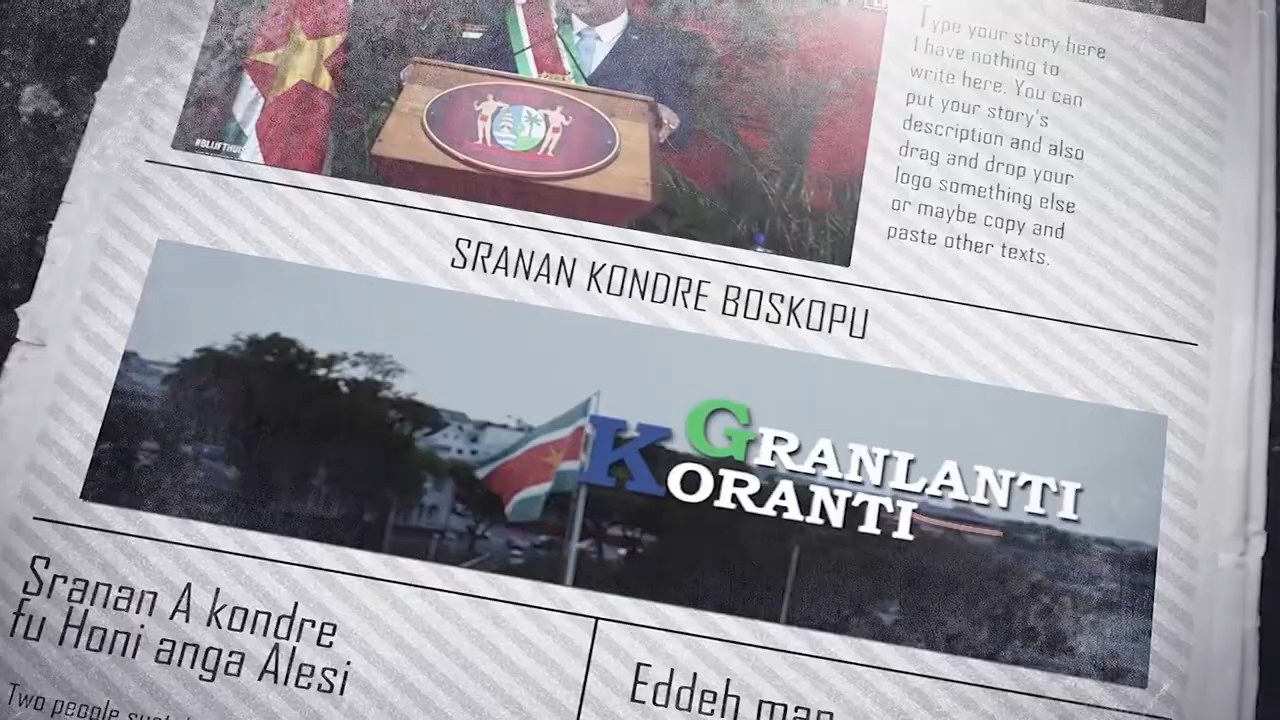 Type your story here
I have nothing to
write here. You can
put your story's
description and also
drag and drop your
logo something else
or maybe copy and
paste other texts.
SRANAN KONDRE BOSKOPU
GRANLANTI
KORANTI
Sranan A kondre
fu Honi anga Alesi
Two people
Eddeh man